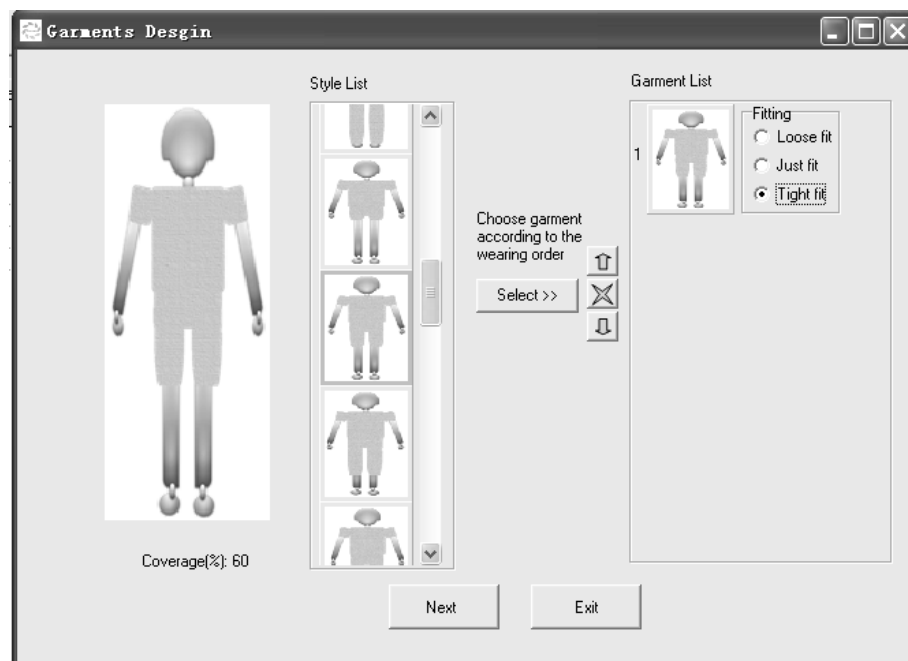 Garments Desgin
Style List
Garment List
1
Fitting
Loose fit
Just fit
Tight fit
Choose garment
according to the
wearing order
Select >>
Coverage(%): 60
Next
Exit